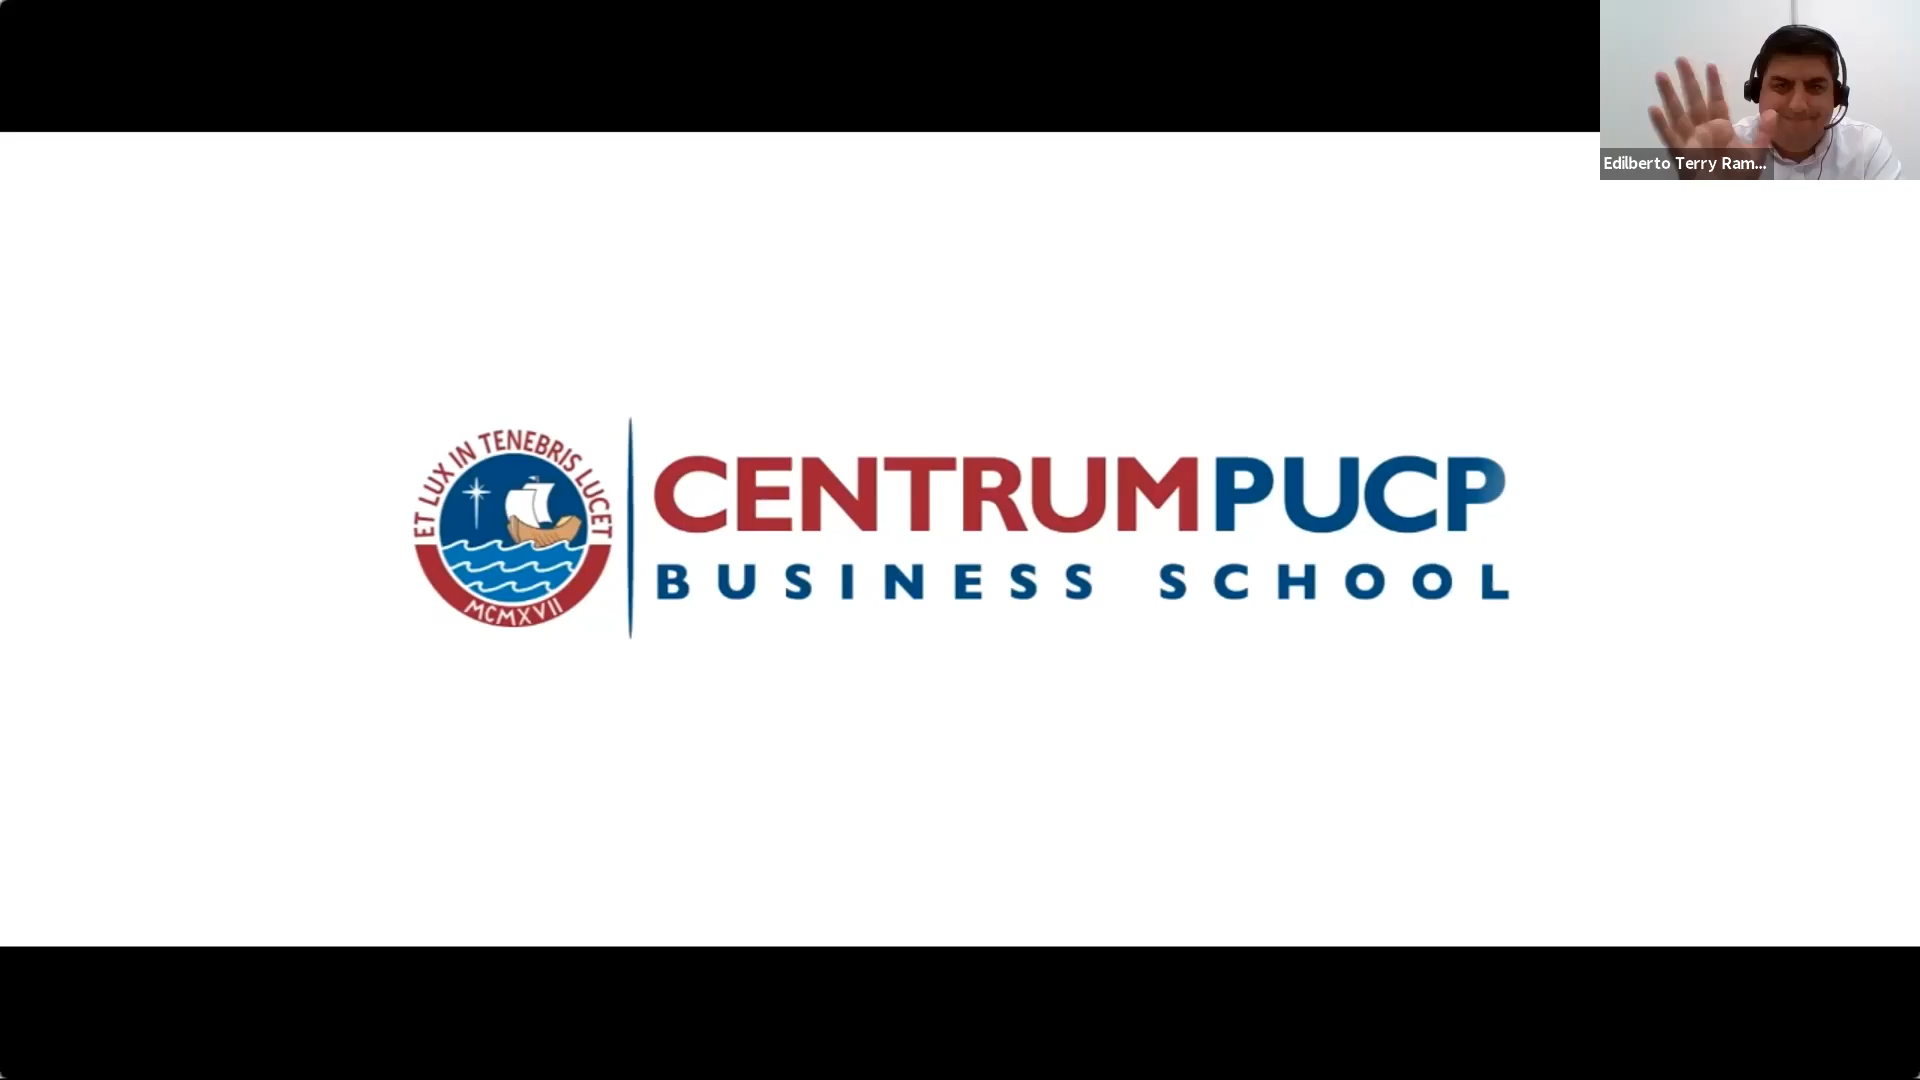 Edilberto Terry Ram...
ET LUX IN TENEBRIS LUCET
MCMXVII
CENTRUMPUCP
BUSINESS SCHOOL